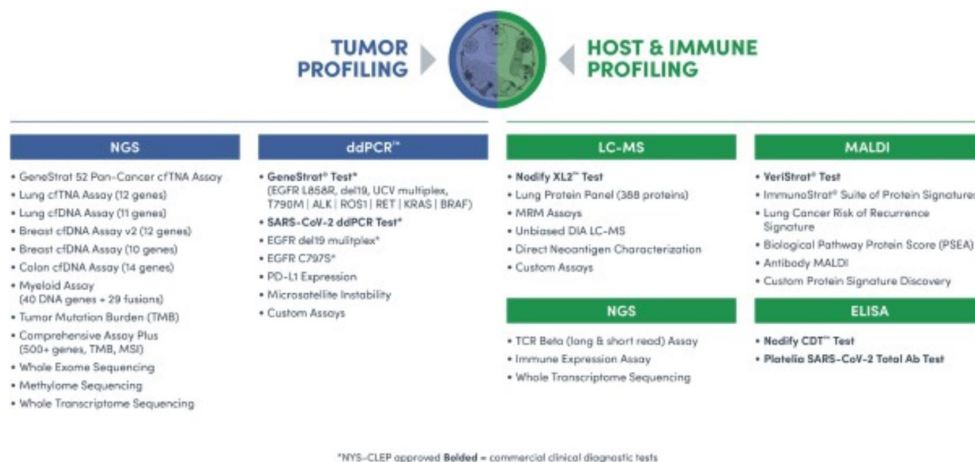 TUMOR
PROFILING
HOST & IMMUNE
PROFILING
NGS
• GeneStrat 52 Pan-Cancer cfTNA Assay
• Lung cfTNA Assay (12 genes)
• Lung cfDNA Assay (11 genes)
• Breast cfDNA Assay v2 (12 genes)
• Breast cfDNA Assay (10 genes)
• Colon cfDNA Assay (14 genes)
• Myeloid Assay
(40 DNA genes + 29 fusions)
• Tumor Mutation Burden (TMB)
• Comprehensive Assay Plus
(500+ genes, TMB, MSI)
• Whole Exome Sequencing
• Methylome Sequencing
• Whole Transcriptome Sequencing
ddPCR™
• GeneStrat® Test*
(EGFR L858R, del19, UCV multiplex,
T790M | ALK | ROS1 | RET | KRAS | BRAF)
• SARS-CoV-2 ddPCR Test*
• EGFR del19 mulitplex*
• EGFR C797S*
• PD-L1 Expression
• Microsatellite Instability
• Custom Assays
LC-MS
• Nodify XL2™ Test
• Lung Protein Panel (388 proteins)
• MRM Assays
• Unbiased DIA LC-MS
• Direct Neoantigen Characterization
• Custom Assays
NGS
• TCR Beta (long & short read) Assay
• Immune Expression Assay
• Whole Transcriptome Sequencing
MALDI
• VeriStrat® Test
• ImmunoStrat® Suite of Protein Signatures
• Lung Cancer Risk of Recurrence
Signature
• Biological Pathway Protein Score (PSEA)
• Antibody MALDI
• Custom Protein Signature Discovery
ELISA
• Nodify CDT™ Test
• Platelia SARS-CoV-2 Total Ab Test
*NYS-CLEP approved Bolded = commercial clinical diagnostic tests